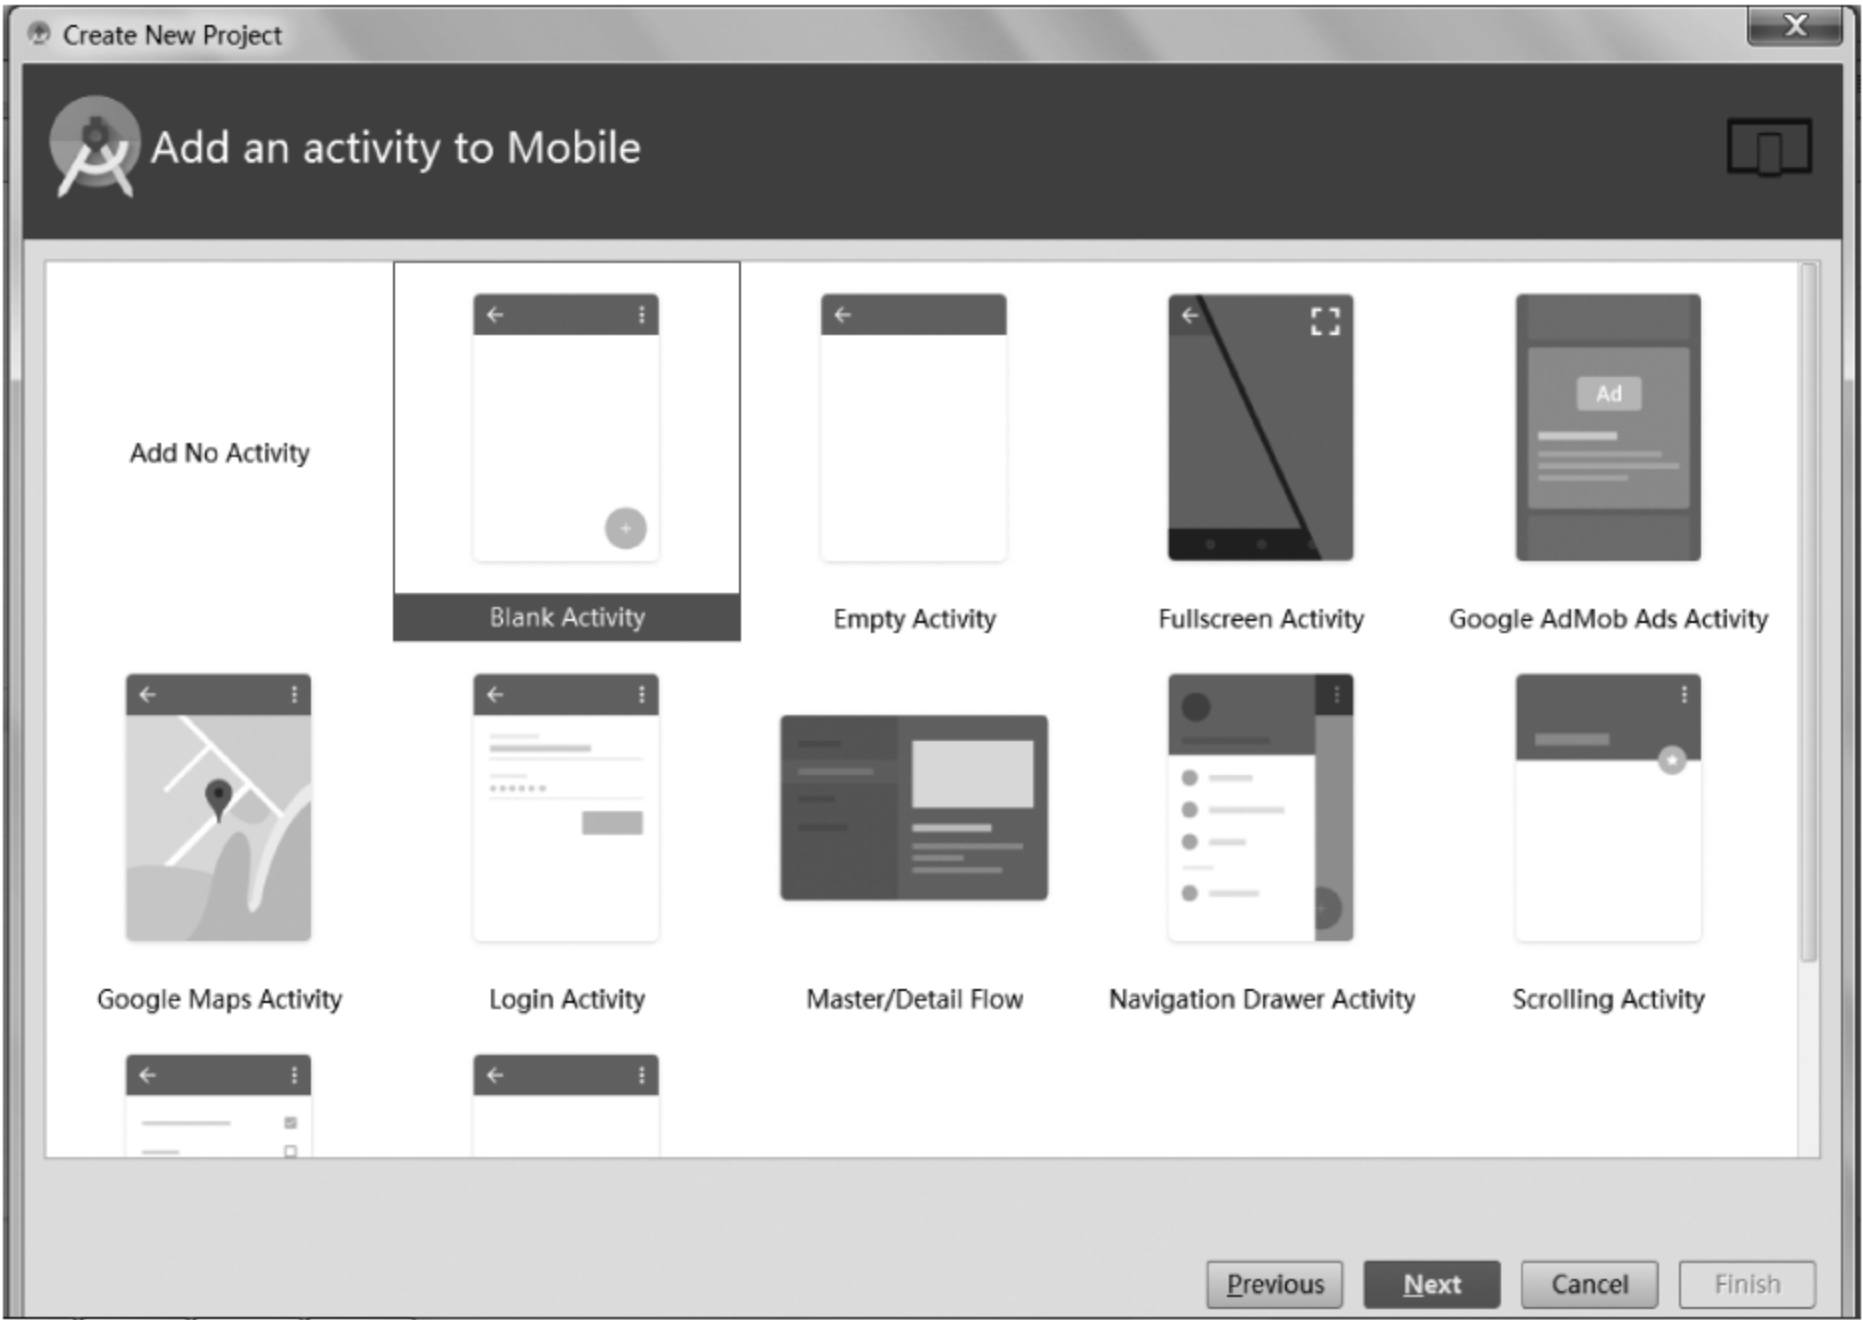 Create New Project
X
Add an activity to Mobile
Ad
Add No Activity
Blank Activity
Empty Activity
Fullscreen Activity
Google AdMob Ads Activity
Google Maps Activity
Login Activity
Master/Detail Flow
Navigation Drawer Activity
Scrolling Activity
Previous
Next
Cancel
Finish